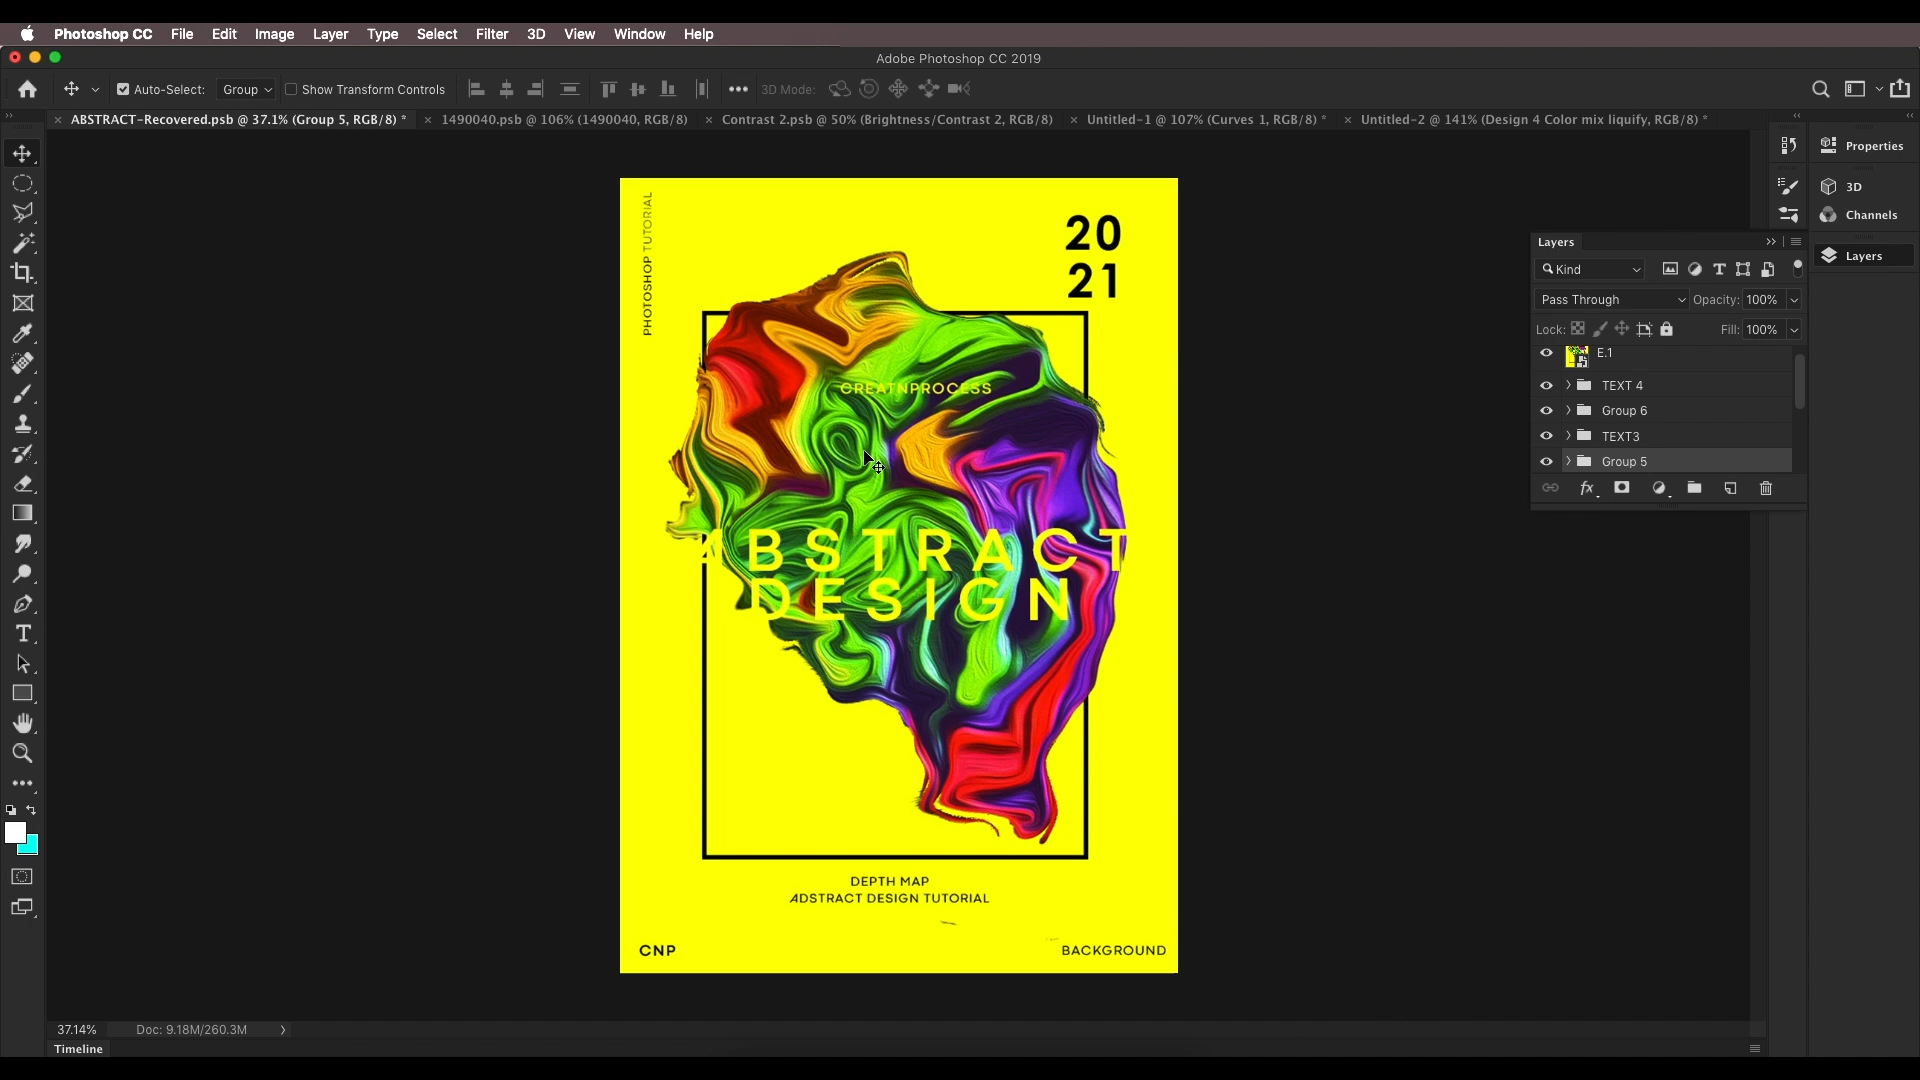 Photoshop CC File Edit Image Layer Type Select Filter 3D View Window Help
Adobe Photoshop CC 2019
Auto-Select: Group Show Transform Controls 3D Mode:
ABSTRACT-Recovered.psb @ 37.1% (Group 5, RGB/8) * 1490040.psb @ 106% (1490040, RGB/8) Contrast 2.psb @ 50% (Brightness/Contrast 2, RGB/8) Untitled-1 @ 107% (Curves 1, RGB/8) * Untitled-2 @ 141% (Design 4 Color mix liquify, RGB/8) *
Properties
3D
Channels
Layers
Layers
Kind
Pass Through Opacity: 100%
Lock: Fill: 100%
E.1
TEXT 4
Group 6
TEXT3
Group 5
PHOTOSHOP TUTORIAL
20
21
CREATNPROCESS
ABSTRACT
DESIGN
DEPTH MAP
ADSTRACT DESIGN TUTORIAL
CNP
BACKGROUND
37.14% Doc: 9.18M/260.3M
Timeline